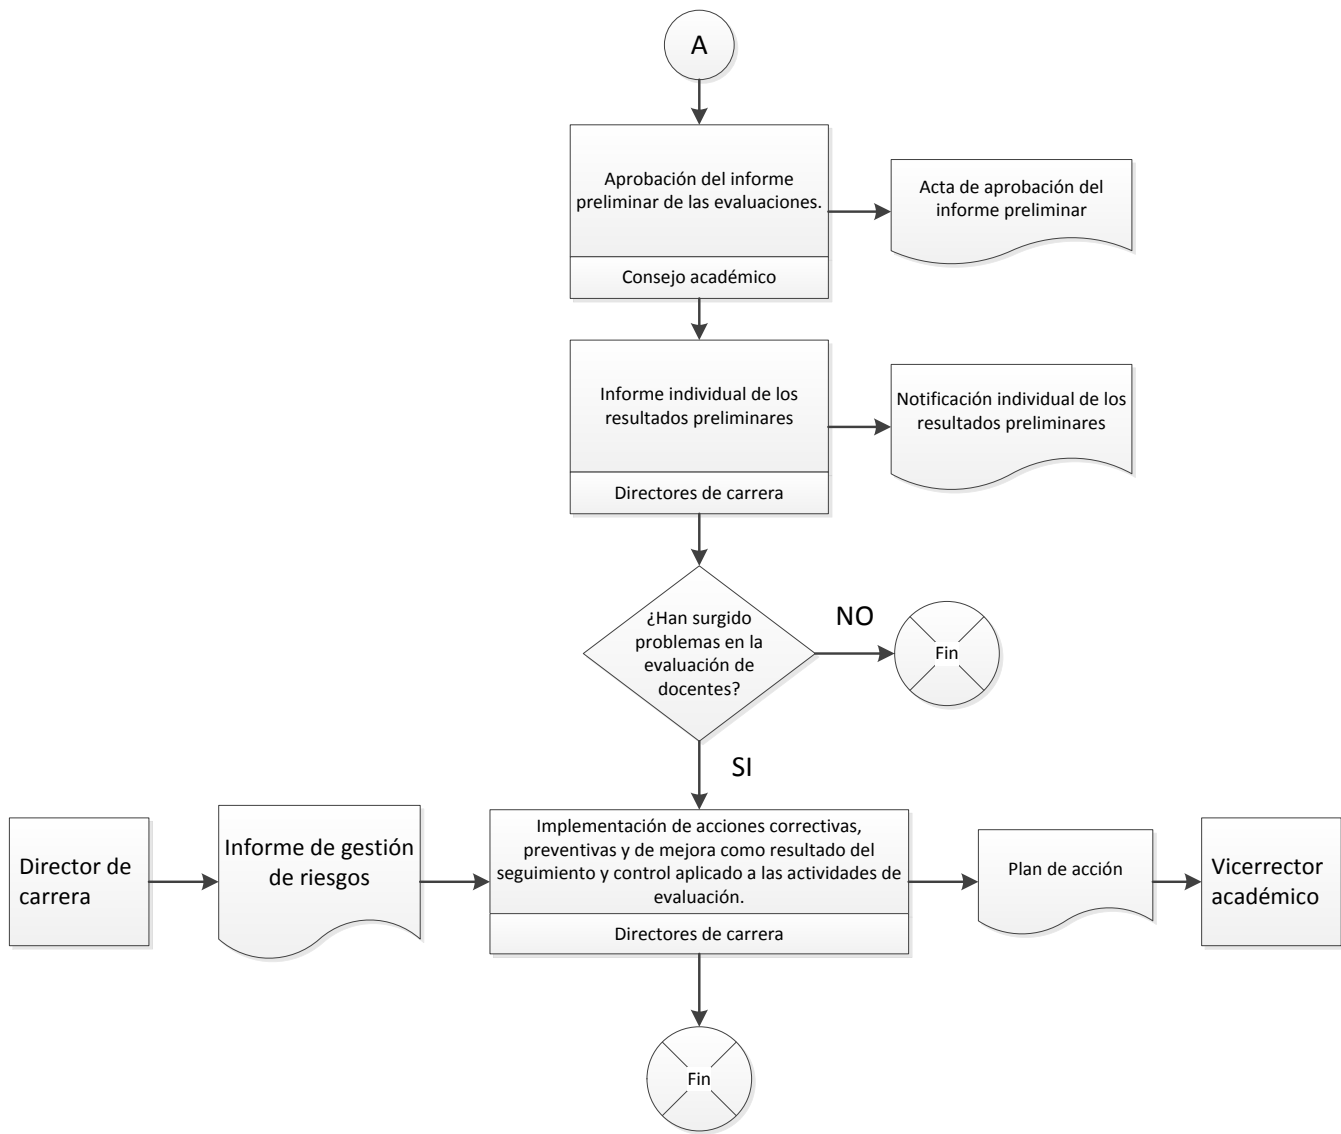 A
Aprobación del informe
preliminar de las evaluaciones.
Consejo académico
Acta de aprobación del
informe preliminar
Informe individual de los
resultados preliminares
Directores de carrera
Notificación individual de los
resultados preliminares
¿Han surgido
problemas en la
evaluación de
docentes?
NO
Fin
SI
Director de
carrera
Informe de gestión
de riesgos
Implementación de acciones correctivas,
preventivas y de mejora como resultado del
seguimiento y control aplicado a las actividades de
evaluación.
Directores de carrera
Plan de acción
Vicerrector
académico
Fin